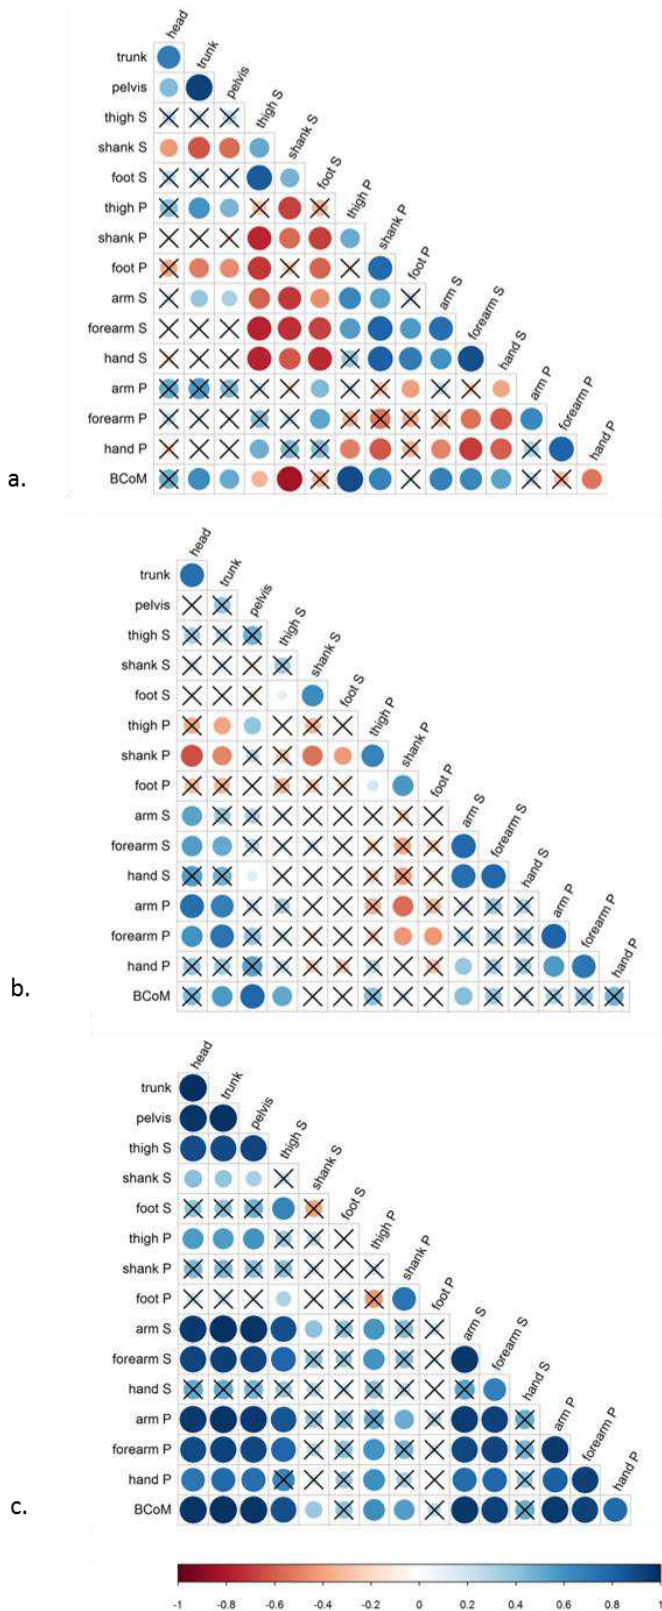 head
trunk
trunk
pelvis
pelvis
thigh S
thigh S
shank S
shank S
foot S
foot S
thigh P
thigh P
shank P
shank P
foot P
foot P
arm S
arm S
forearm S
forearm S
hand S
hand S
arm P
arm P
forearm P
forearm P
hand P
hand P
a.
BCoM
head
trunk
trunk
pelvis
pelvis
thigh S
thigh S
shank S
shank S
foot S
foot S
thigh P
thigh P
shank P
shank P
foot P
foot P
arm S
arm S
forearm S
forearm S
hand S
hand S
arm P
arm P
forearm P
forearm P
hand P
hand P
b.
BCoM
head
trunk
trunk
pelvis
pelvis
thigh S
thigh S
shank S
shank S
foot S
foot S
thigh P
thigh P
shank P
shank P
foot P
foot P
arm S
arm S
forearm S
forearm S
hand S
hand S
arm P
arm P
forearm P
forearm P
hand P
hand P
c.
BCoM
-1 -0.8 -0.6 -0.4 -0.2 0 0.2 0.4 0.6 0.8 1